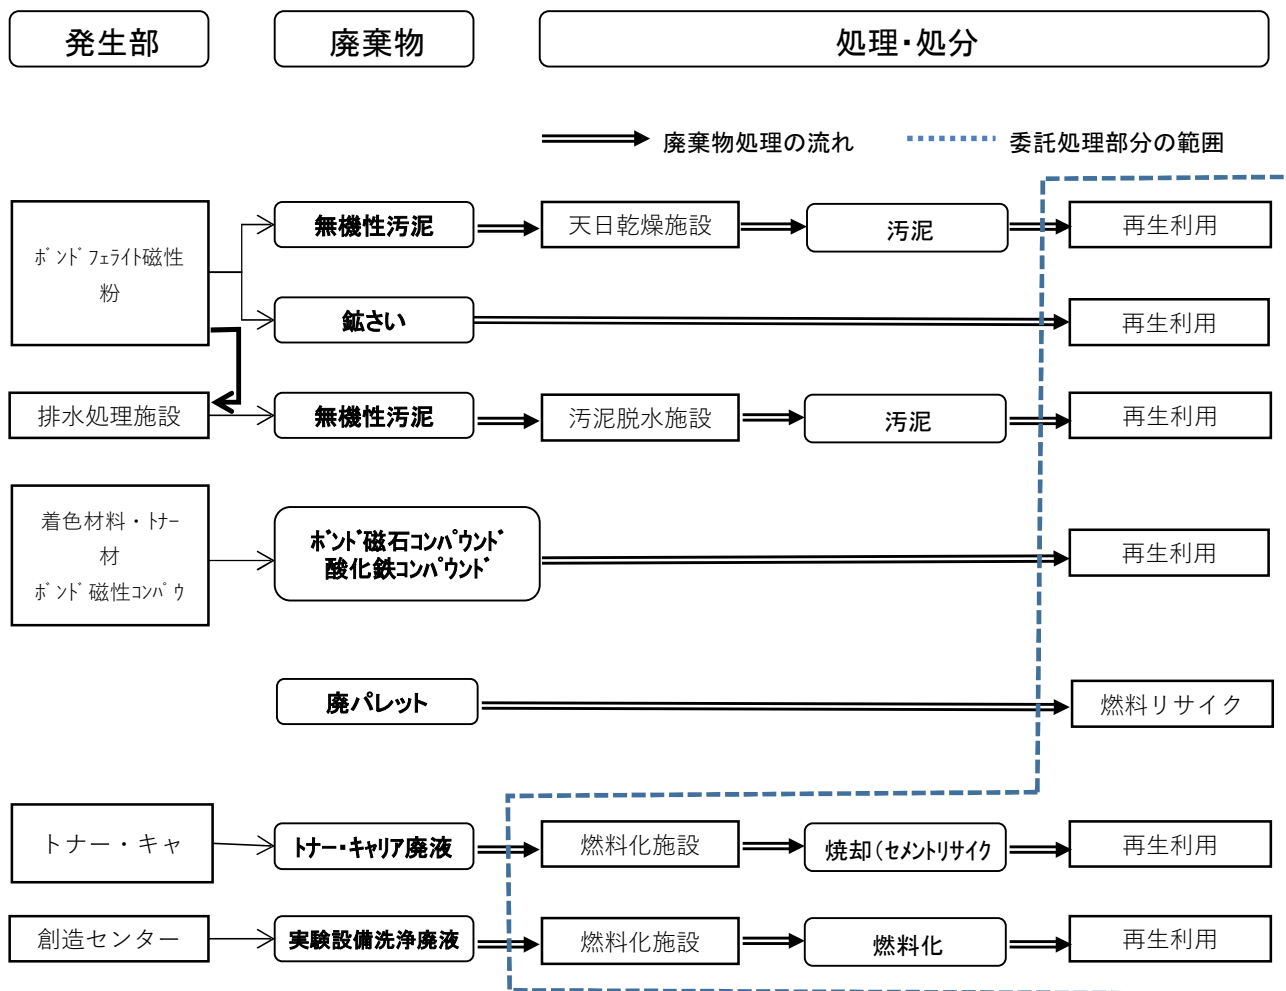 発生部
廃棄物
処理・処分
廃棄物処理の流れ
委託処理部分の範囲
ﾎﾞﾝﾄﾞﾌｪﾗｲﾄ磁性
粉
無機性汚泥
天日乾燥施設
汚泥
再生利用
鉱さい
再生利用
排水処理施設
無機性汚泥
汚泥脱水施設
汚泥
再生利用
着色材料・ﾄﾅｰ
材
ﾎﾞﾝﾄﾞ磁性ｺﾝﾊﾟｳ
ﾎﾞﾝﾄﾞ磁石ｺﾝﾊﾟｳﾝﾄﾞ
酸化鉄ｺﾝﾊﾟｳﾝﾄﾞ
再生利用
廃パレット
燃料リサイク
トナー・キャ
ﾄﾅｰ・ｷｬﾘｱ廃液
燃料化施設
焼却（ｾﾒﾝﾄﾘｻｲｸ
再生利用
創造センター
実験設備洗浄廃液
燃料化施設
燃料化
再生利用